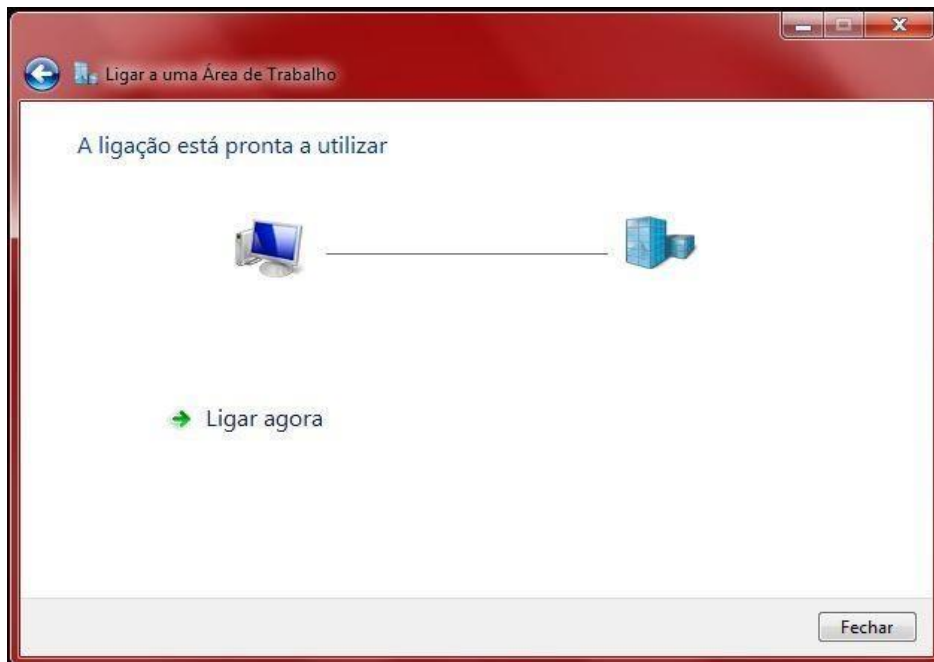 Ligar a uma Área de Trabalho
A ligação está pronta a utilizar
Ligar agora
Fechar